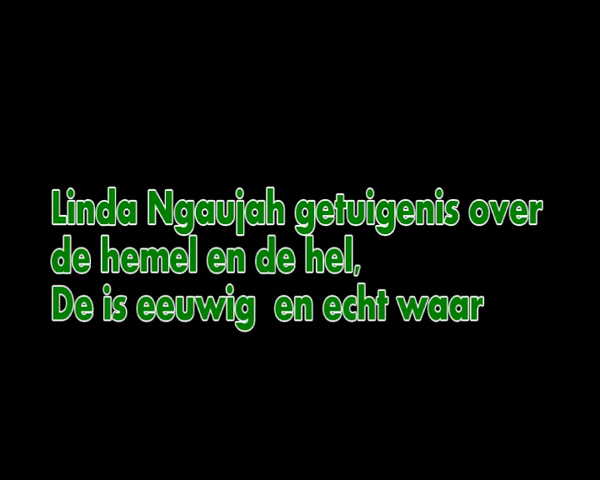 Linda Ngaujah getuigenis over
de hemel en de hel,
De is eeuwig en echt waar